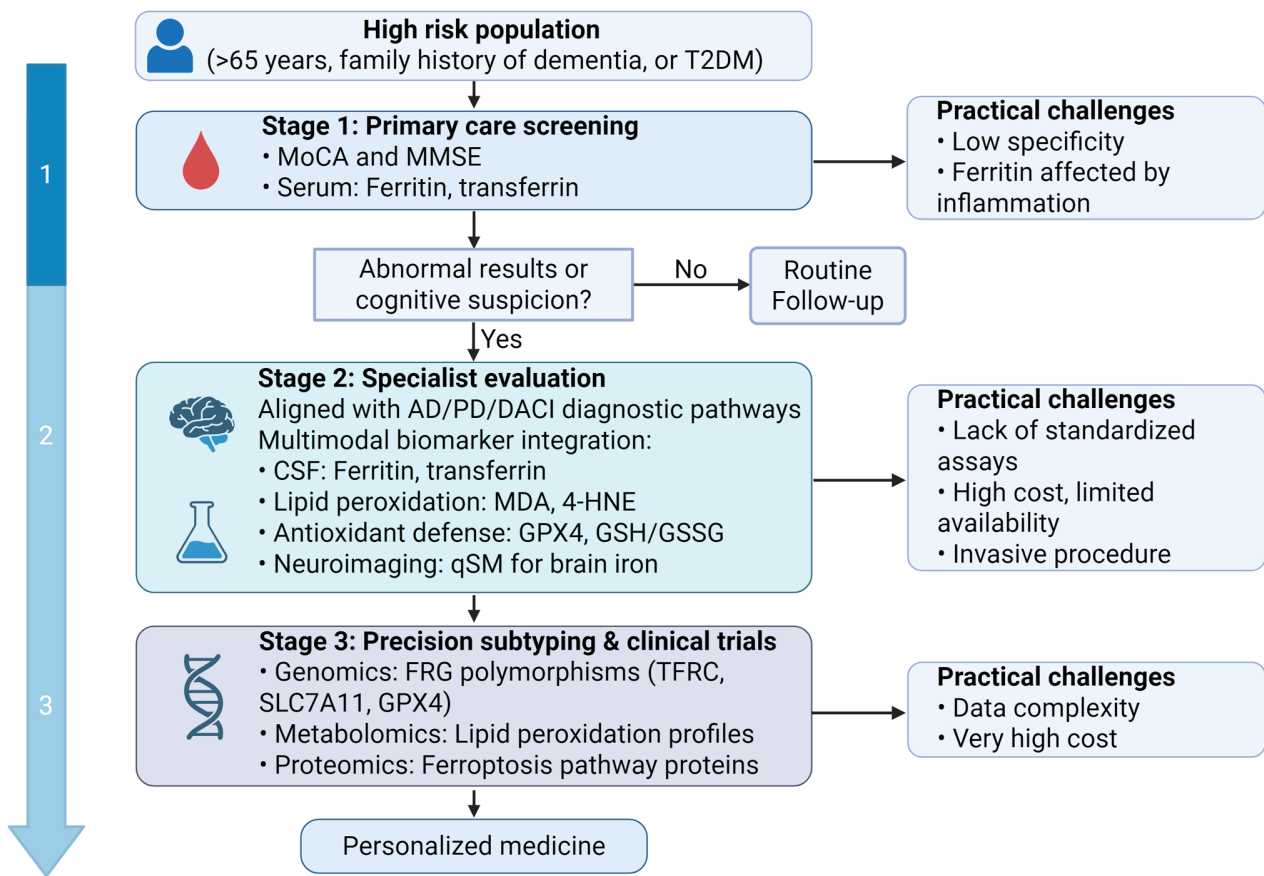 High risk population
(>65 years, family history of dementia, or T2DM)
1
Stage 1: Primary care screening
• MoCA and MMSE
• Serum: Ferritin, transferrin
Practical challenges
• Low specificity
• Ferritin affected by
inflammation
Abnormal results or
cognitive suspicion?
No
Routine
Follow-up
Yes
2
Stage 2: Specialist evaluation
Aligned with AD/PD/DACI diagnostic pathways
Multimodal biomarker integration:
• CSF: Ferritin, transferrin
• Lipid peroxidation: MDA, 4-HNE
• Antioxidant defense: GPX4, GSH/GSSG
• Neuroimaging: qSM for brain iron
Practical challenges
• Lack of standardized
assays
• High cost, limited
availability
• Invasive procedure
3
Stage 3: Precision subtyping & clinical trials
• Genomics: FRG polymorphisms (TFRC,
SLC7A11, GPX4)
• Metabolomics: Lipid peroxidation profiles
• Proteomics: Ferroptosis pathway proteins
Practical challenges
• Data complexity
• Very high cost
Personalized medicine